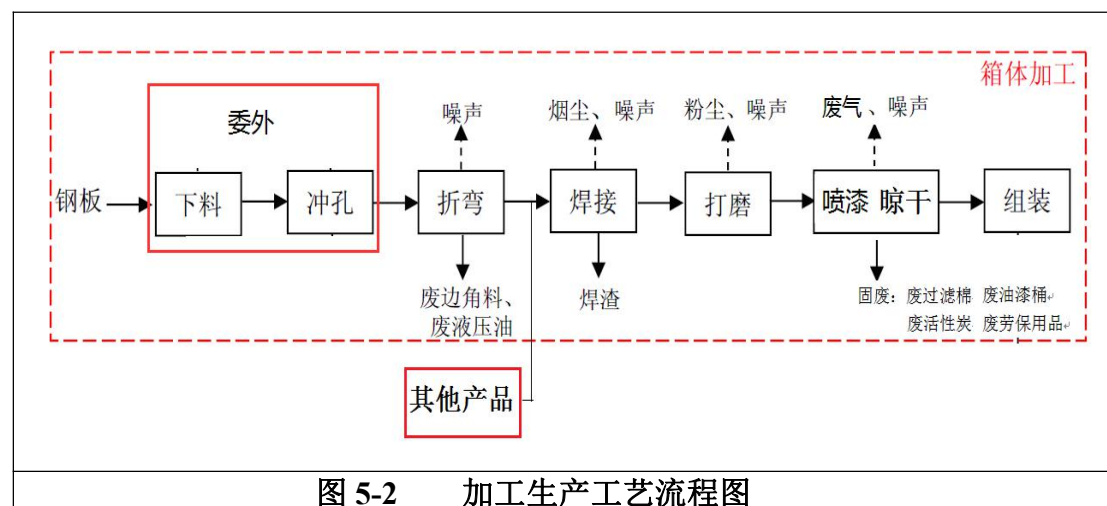 箱体加工
委外
噪声
烟尘、噪声
粉尘、噪声
废气、噪声
钢板
下料
冲孔
折弯
焊接
打磨
喷漆 晾干
组装
废边角料、
废液压油
焊渣
固废：废过滤棉 废油漆桶
废活性炭 废劳保用品
其他产品
图 5-2 加工生产工艺流程图